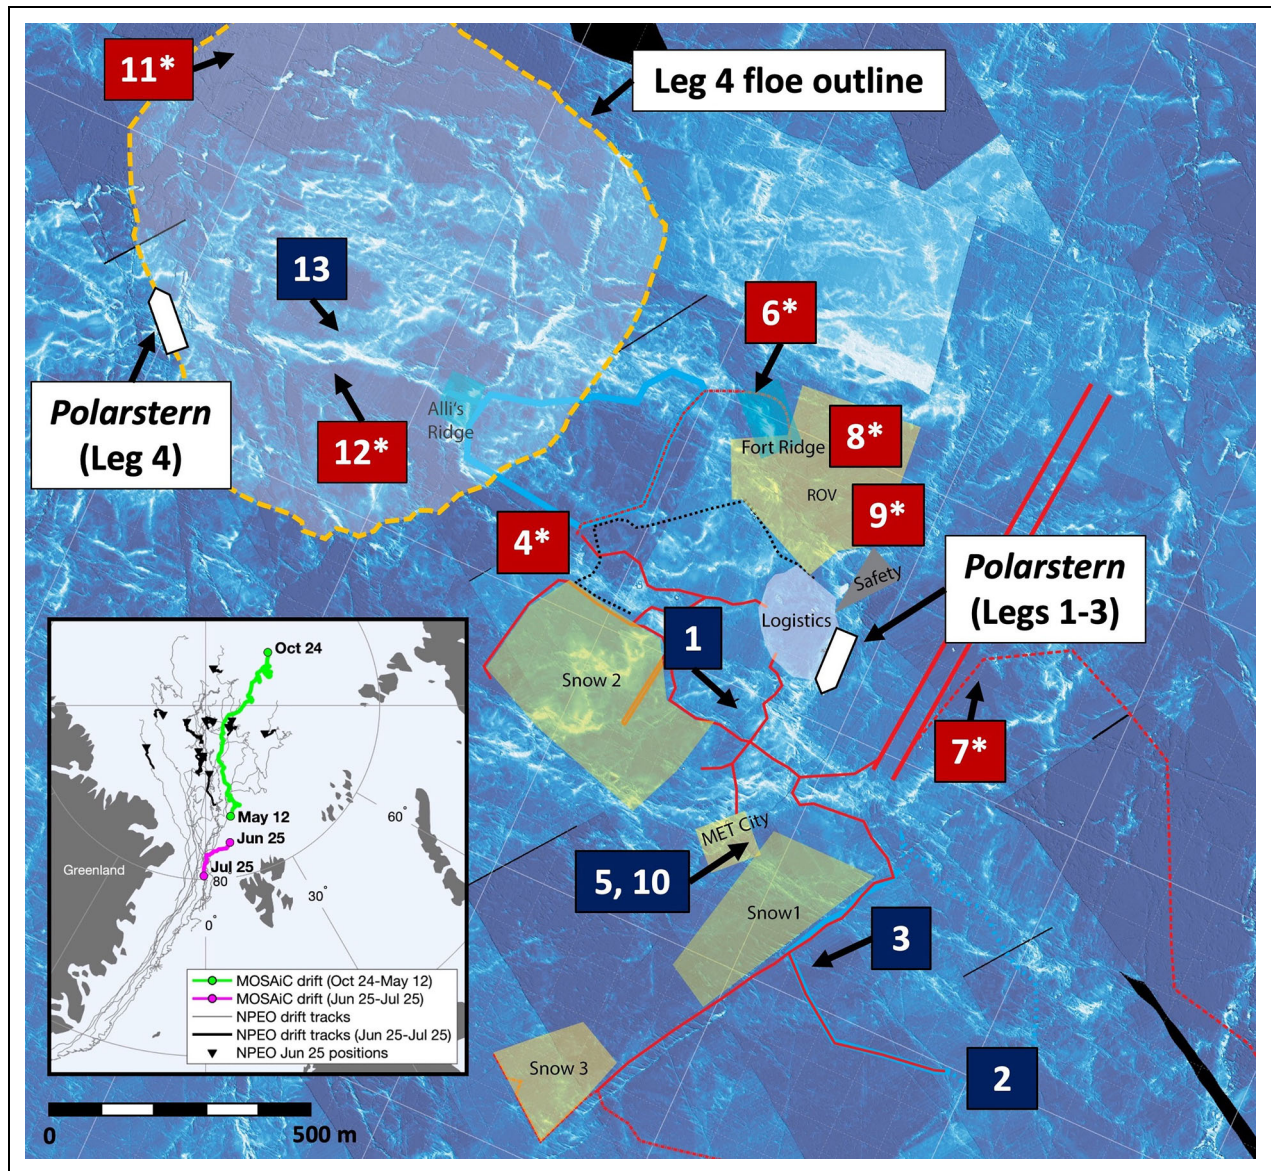 11*
Leg 4 floe outline
13
6*
Polarstern
(Leg 4)
Alli's
Ridge
12*
8*
Fort Ridge
ROV
9*
4*
Polarstern
(Legs 1-3)
Safety
Logistics
1
Snow 2
7*
MET City
5, 10
Snow1
3
Snow 3
2
Oct 24
May 12
Jun 25
Jul 25
80
60°
30°
0°
Greenland
MOSAiC drift (Oct 24-May 12)
MOSAiC drift (Jun 25-Jul 25)
NPEO drift tracks
NPEO drift tracks (Jun 25-Jul 25)
NPEO Jun 25 positions
0
500 m